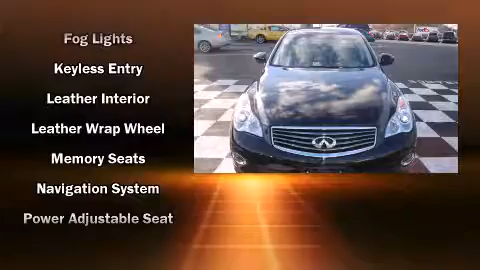 Fog Lights
Keyless Entry
Leather Interior
Leather Wrap Wheel
Memory Seats
Navigation System
Power Adjustable Seat